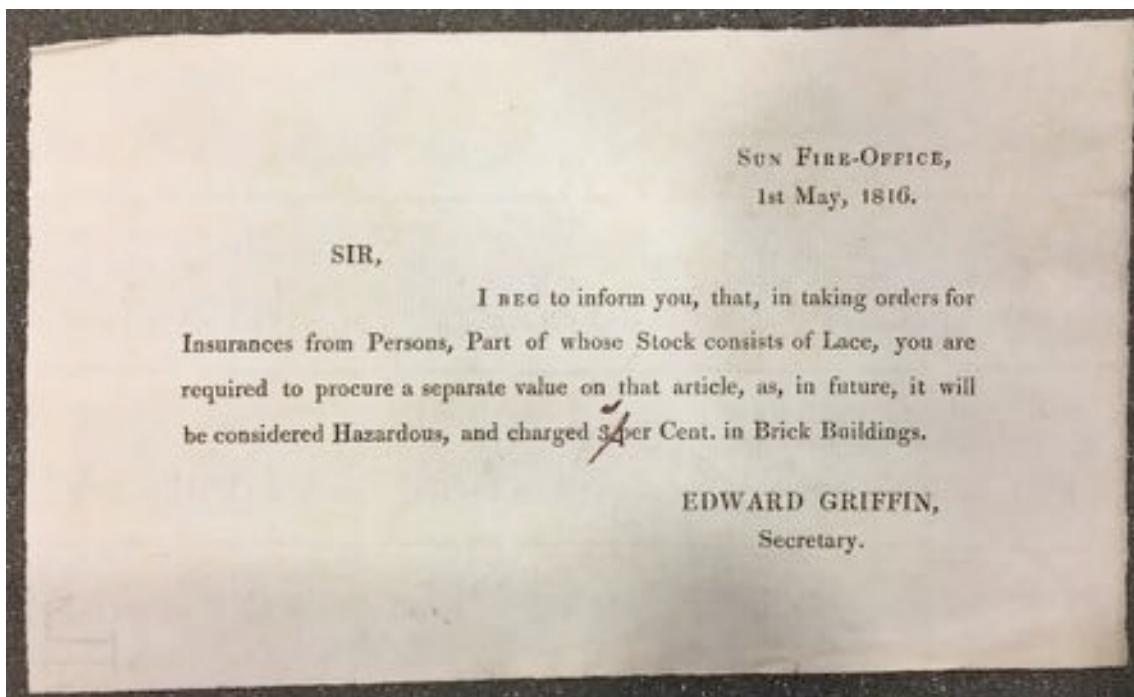 SUN FIRE-OFFICE,
1st May, 1816.
SIR,
I BEG to inform you, that, in taking orders for
Insurances from Persons, Part of whose Stock consists of Lace, you are
required to procure a separate value on that article, as, in future, it will
be considered Hazardous, and charged per Cent. in Brick Buildings.
EDWARD GRIFFIN,
Secretary.